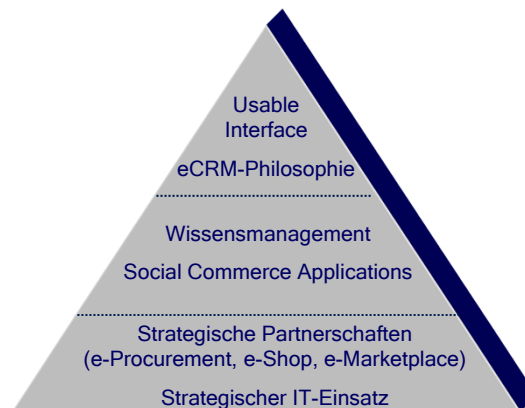 Usable
Interface
eCRM-Philosophie
Wissensmanagement
Social Commerce Applications
Strategische Partnerschaften
(e-Procurement, e-Shop, e-Marketplace)
Strategischer IT-Einsatz